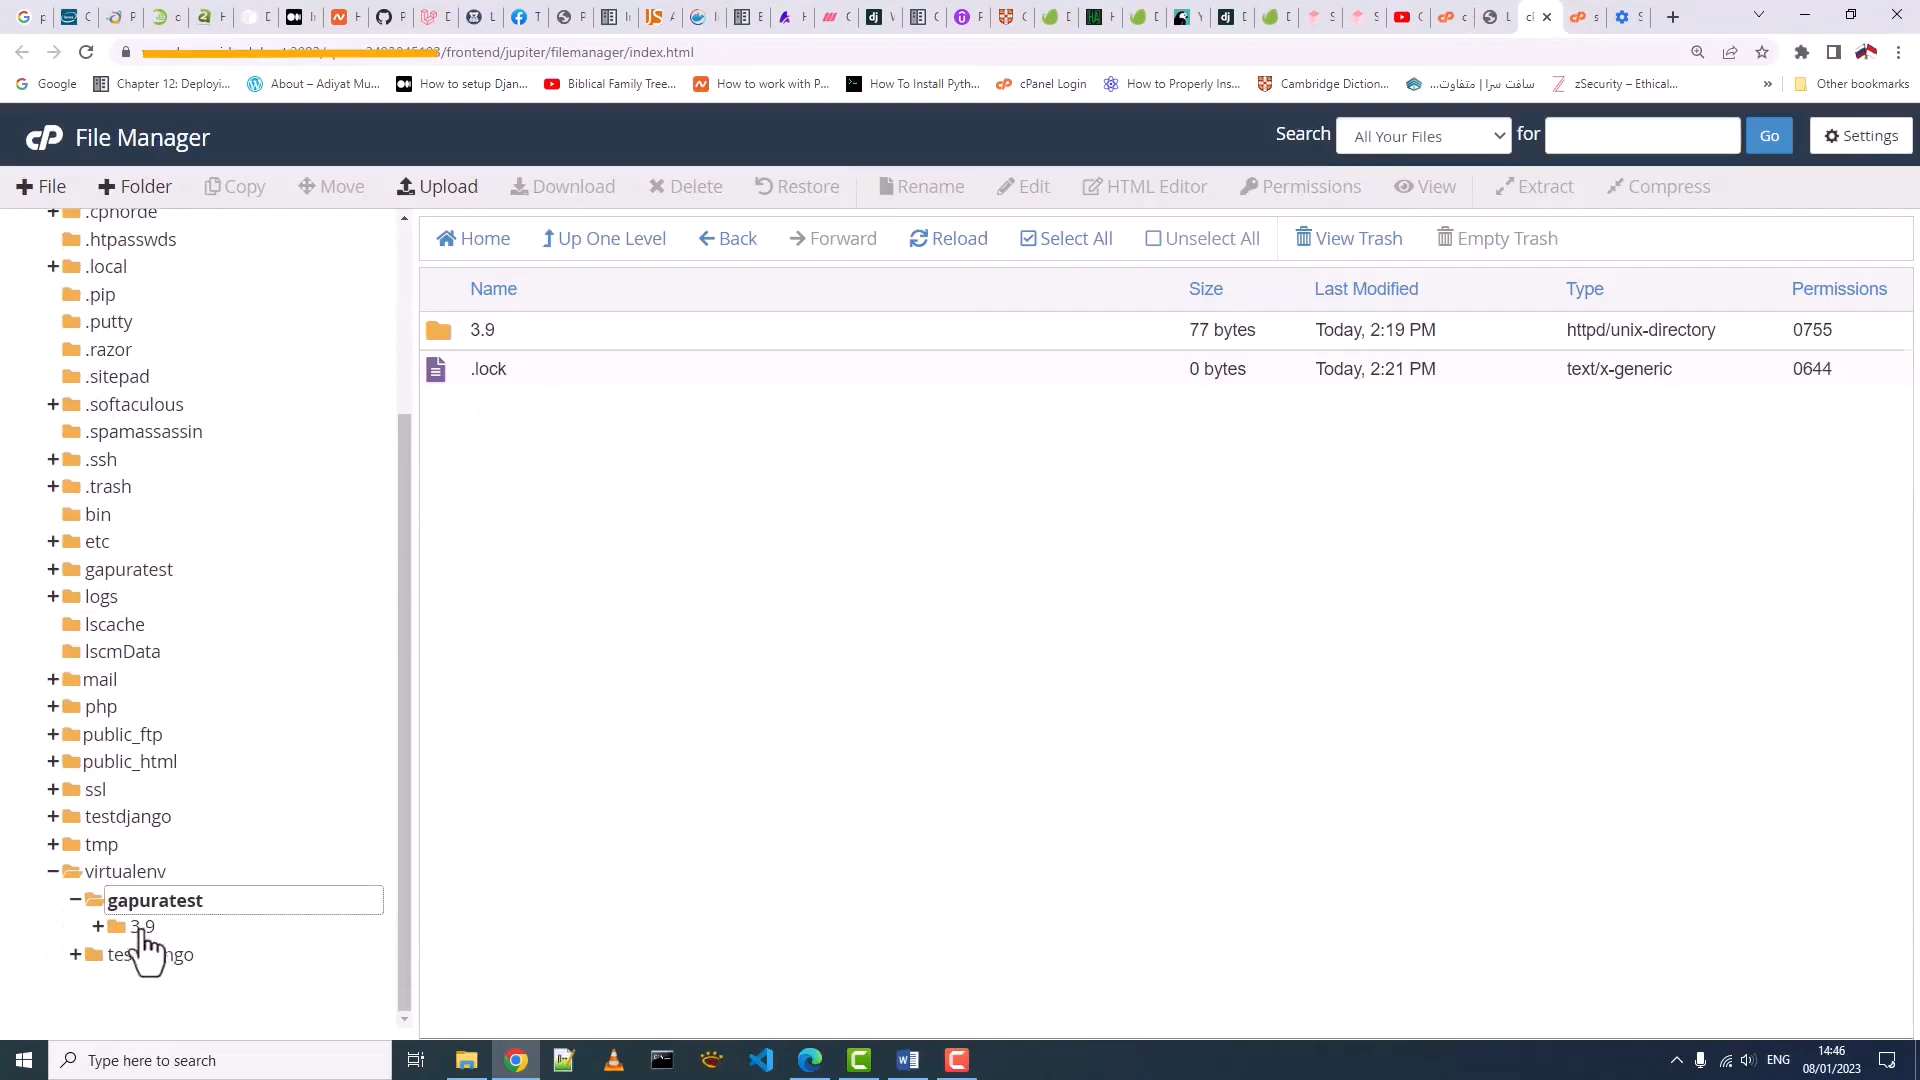 /frontend/jupiter/filemanager/index.html
Google
Chapter 12: Deployi...
About – Adiyat Mu...
How to setup Djan...
Biblical Family Tree...
How to work with P...
How To Install Pyth...
cPanel Login
How to Properly Ins...
Cambridge Diction...
سافت سرا | متفاوت...
zSecurity – Ethical...
»
Other bookmarks
cP File Manager
Search All Your Files for Go Settings
File Folder Copy Move Upload Download Delete Restore Rename Edit HTML Editor Permissions View Extract Compress
Home Up One Level Back Forward Reload Select All Unselect All View Trash Empty Trash
Name Size Last Modified Type Permissions
3.9 77 bytes Today, 2:19 PM httpd/unix-directory 0755
.lock 0 bytes Today, 2:21 PM text/x-generic 0644
.cphorde
.htpasswds
.local
.pip
.putty
.razor
.sitepad
.softaculous
.spamassassin
.ssh
.trash
bin
etc
gapuratest
logs
lscache
lscmData
mail
php
public_ftp
public_html
ssl
testdjango
tmp
virtualenv
gapuratest
3.9
Type here to search
ENG
14:46
08/01/2023